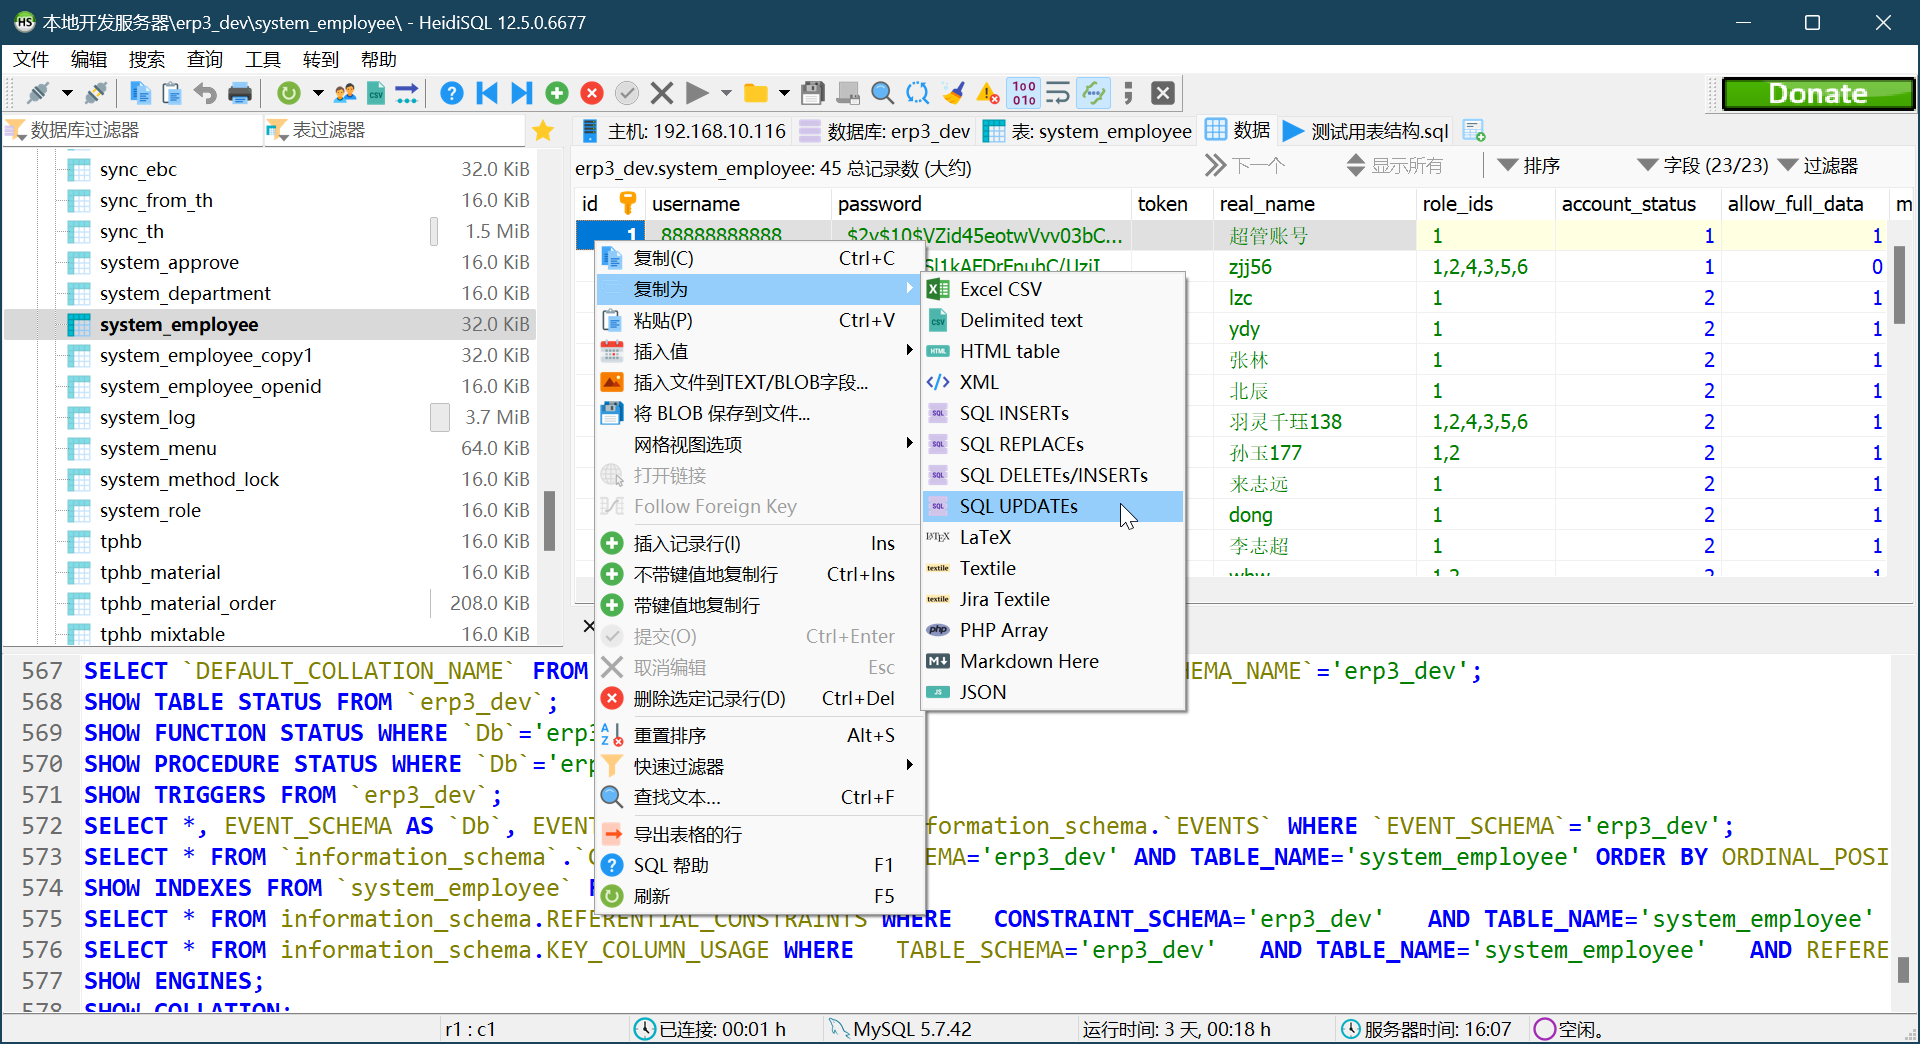 本地开发服务器\erp3_dev\system_employee\ - HeidiSQL 12.5.0.6677
文件 编辑 搜索 查询 工具 转到 帮助
Donate
数据库过滤器 表过滤器
主机: 192.168.10.116 数据库: erp3_dev 表: system_employee 数据 测试用表结构.sql
erp3_dev.system_employee: 45 总记录数 (大约) 下一个 显示所有 排序 字段 (23/23) 过滤器
sync_ebc 32.0 KiB
sync_from_th 16.0 KiB
sync_th 1.5 MiB
system_approve 16.0 KiB
system_department 16.0 KiB
system_employee 32.0 KiB
system_employee_copy1 32.0 KiB
system_employee_openid 16.0 KiB
system_log 3.7 MiB
system_menu 64.0 KiB
system_method_lock 16.0 KiB
system_role 16.0 KiB
tphb 16.0 KiB
tphb_material 16.0 KiB
tphb_material_order 208.0 KiB
tphb_mixtable 16.0 KiB
id username password token real_name role_ids account_status allow_full_data m
1 88888888888 $2y$10$VZid45eotwVvv03bC... 超管账号 1 1 1
zjj56 1,2,4,3,5,6 1 0
lzc 1 2 1
ydy 1 2 1
张林 1 2 1
北辰 1 2 1
羽灵千珏138 1,2,4,3,5,6 2 1
孙玉177 1,2 2 1
来志远 1 2 1
dong 1 2 1
李志超 1 2 1
复制(C) Ctrl+C
复制为
粘贴(P) Ctrl+V
插入值
插入文件到TEXT/BLOB字段...
将 BLOB 保存到文件...
网格视图选项
打开链接
Follow Foreign Key
插入记录行(I) Ins
不带键值地复制行 Ctrl+Ins
带键值地复制行
提交(O) Ctrl+Enter
取消编辑 Esc
删除选定记录行(D) Ctrl+Del
重置排序 Alt+S
快速过滤器
查找文本... Ctrl+F
导出表格的行
SQL 帮助 F1
刷新 F5
Excel CSV
Delimited text
HTML table
XML
SQL INSERTs
SQL REPLACEs
SQL DELETEs/INSERTs
SQL UPDATEs
LaTeX
Textile
Jira Textile
PHP Array
Markdown Here
JSON
567 SELECT `DEFAULT_COLLATION_NAME` FROM HEMA_NAME`='erp3_dev';
568 SHOW TABLE STATUS FROM `erp3_dev`;
569 SHOW FUNCTION STATUS WHERE `Db`='erp3
570 SHOW PROCEDURE STATUS WHERE `Db`='erp
571 SHOW TRIGGERS FROM `erp3_dev`;
572 SELECT *, EVENT_SCHEMA AS `Db`, EVENT formation_schema.`EVENTS` WHERE `EVENT_SCHEMA`='erp3_dev';
573 SELECT * FROM `information_schema`.` EMA='erp3_dev' AND TABLE_NAME='system_employee' ORDER BY ORDINAL_POSI
574 SHOW INDEXES FROM `system_employee` F
575 SELECT * FROM information_schema.REFERENTIAL_CONSTRAINTS WHERE CONSTRAINT_SCHEMA='erp3_dev' AND TABLE_NAME='system_employee'
576 SELECT * FROM information_schema.KEY_COLUMN_USAGE WHERE TABLE_SCHEMA='erp3_dev' AND TABLE_NAME='system_employee' AND REFERE
577 SHOW ENGINES;
578 SHOW COLLATION;
r1 : c1 已连接: 00:01 h MySQL 5.7.42 运行时间: 3 天, 00:18 h 服务器时间: 16:07 空闲。